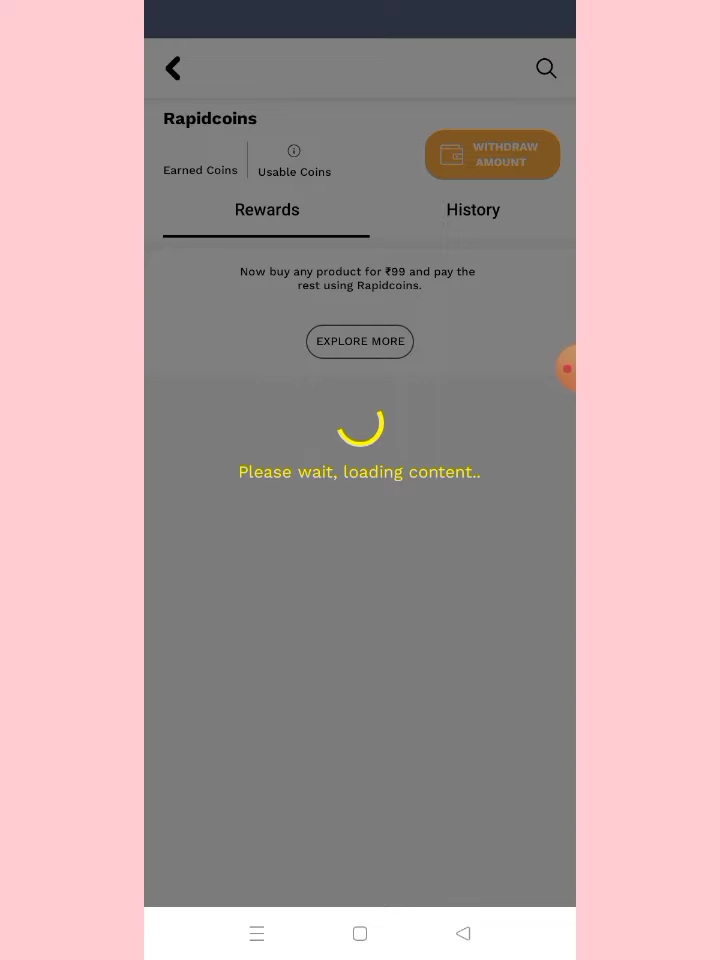 Rapidcoins
Earned Coins
Usable Coins
WITHDRAW
AMOUNT
Rewards
History
Now buy any product for ₹99 and pay the
rest using Rapidcoins.
EXPLORE MORE
Please wait, loading content..